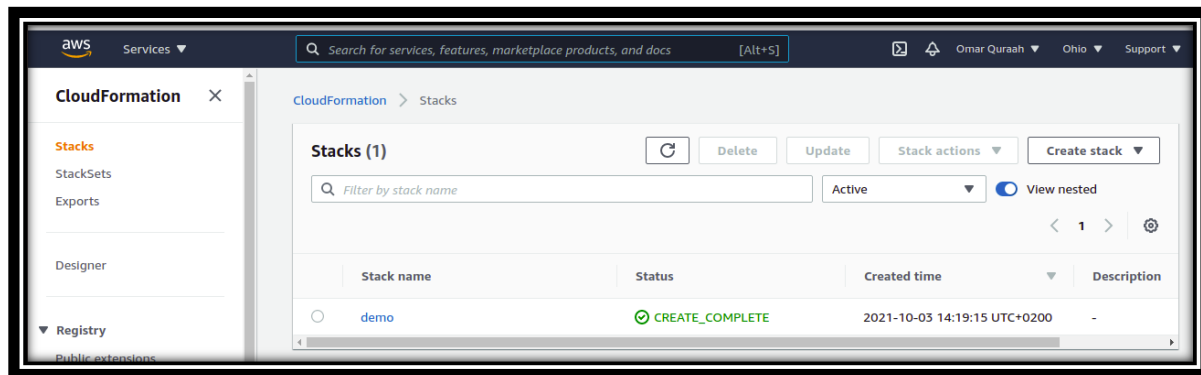 aws Services ▼ Search for services, features, marketplace products, and docs [Alt+S] Omar Quraah ▼ Ohio ▼ Support ▼
CloudFormation
Stacks
StackSets
Exports
Designer
▼ Registry
Public extensions
CloudFormation > Stacks
Stacks (1) Delete Update Stack actions ▼ Create stack ▼
Filter by stack name Active ▼ View nested
< 1 >
Stack name Status Created time ▼ Description
demo CREATE_COMPLETE 2021-10-03 14:19:15 UTC+0200 -